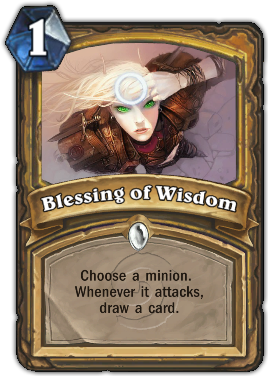 1
Blessing of Wisdom
Choose a minion.
Whenever it attacks,
draw a card.